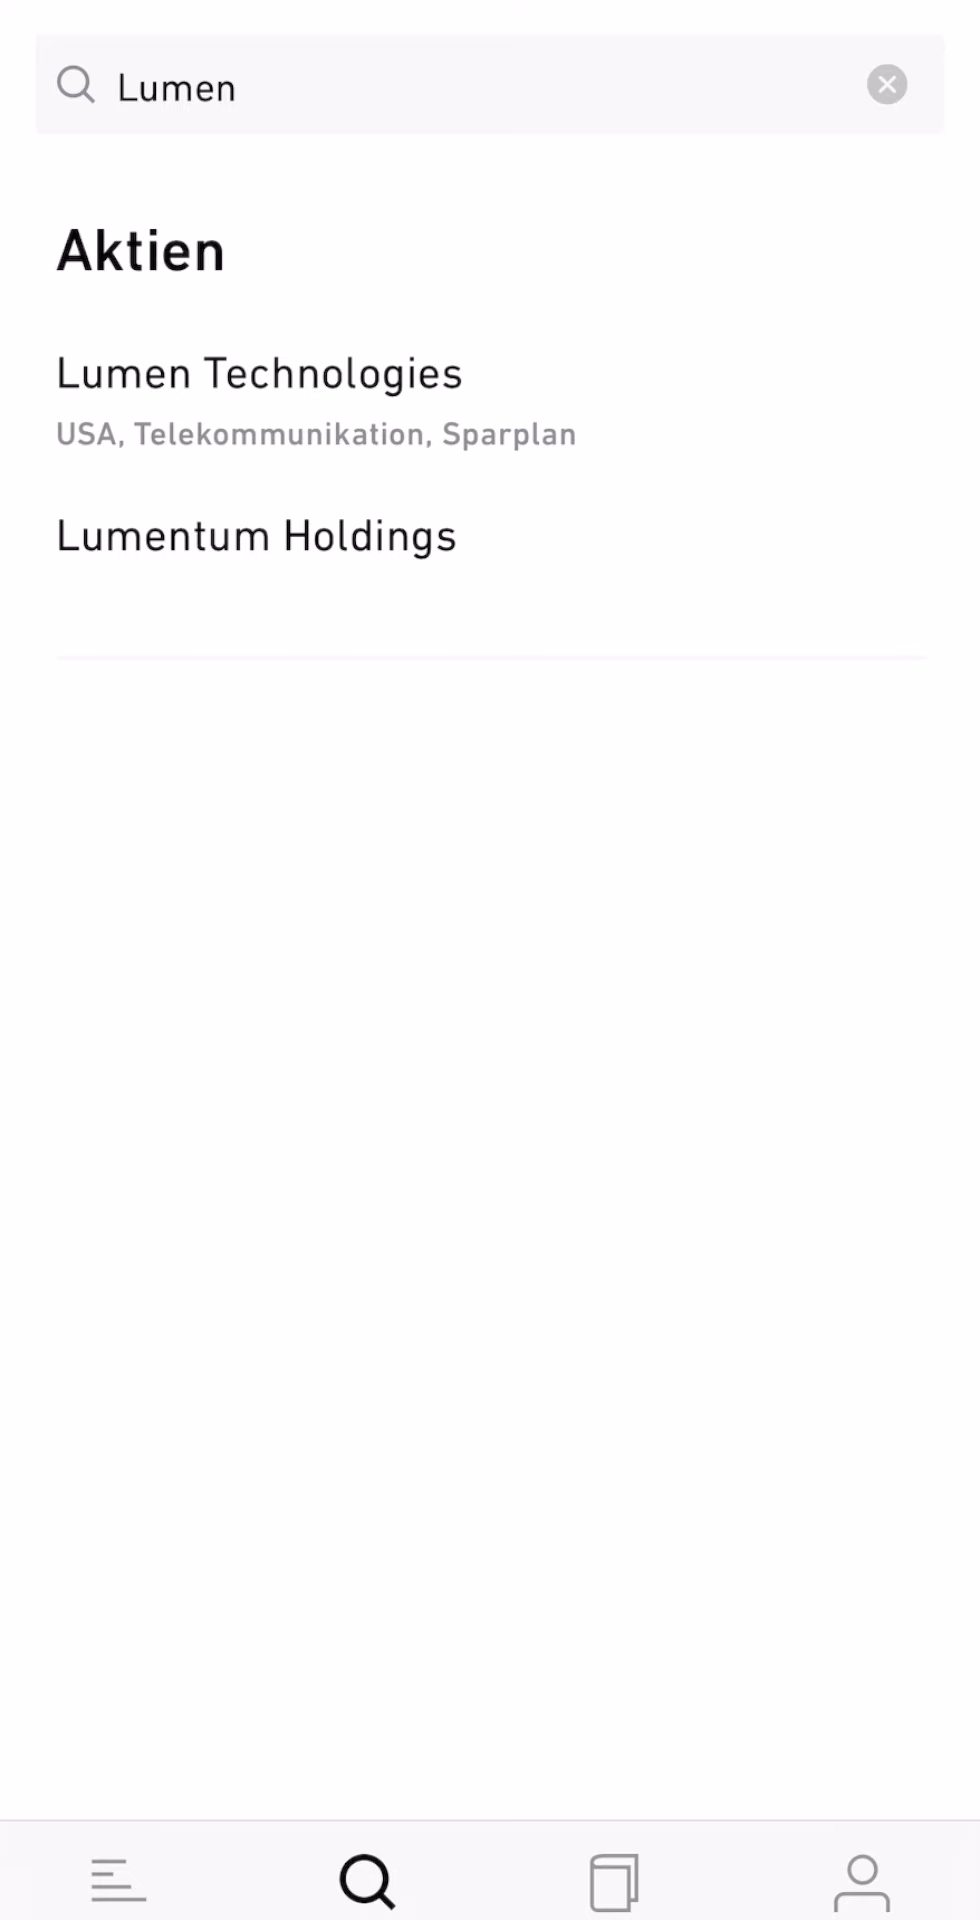 Lumen
Aktien
Lumen Technologies
USA, Telekommunikation, Sparplan
Lumentum Holdings